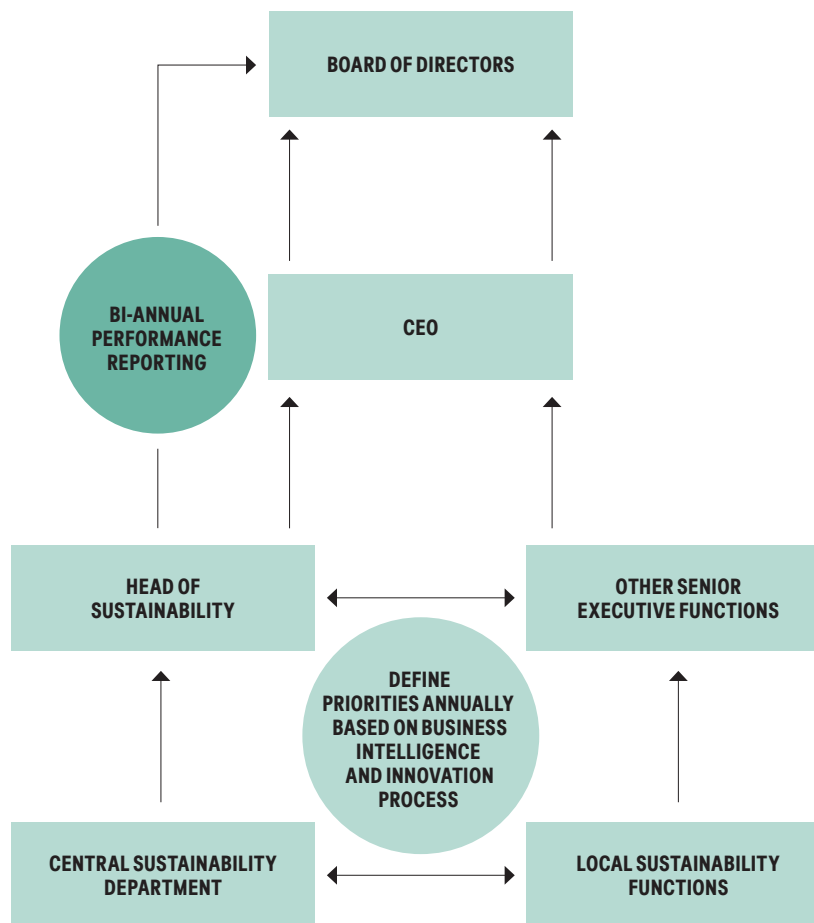 BOARD OF DIRECTORS
BI-ANNUAL
PERFORMANCE
REPORTING
CEO
HEAD OF
SUSTAINABILITY
OTHER SENIOR
EXECUTIVE FUNCTIONS
DEFINE
PRIORITIES ANNUALLY
BASED ON BUSINESS
INTELLIGENCE
AND INNOVATION
PROCESS
CENTRAL SUSTAINABILITY
DEPARTMENT
LOCAL SUSTAINABILITY
FUNCTIONS